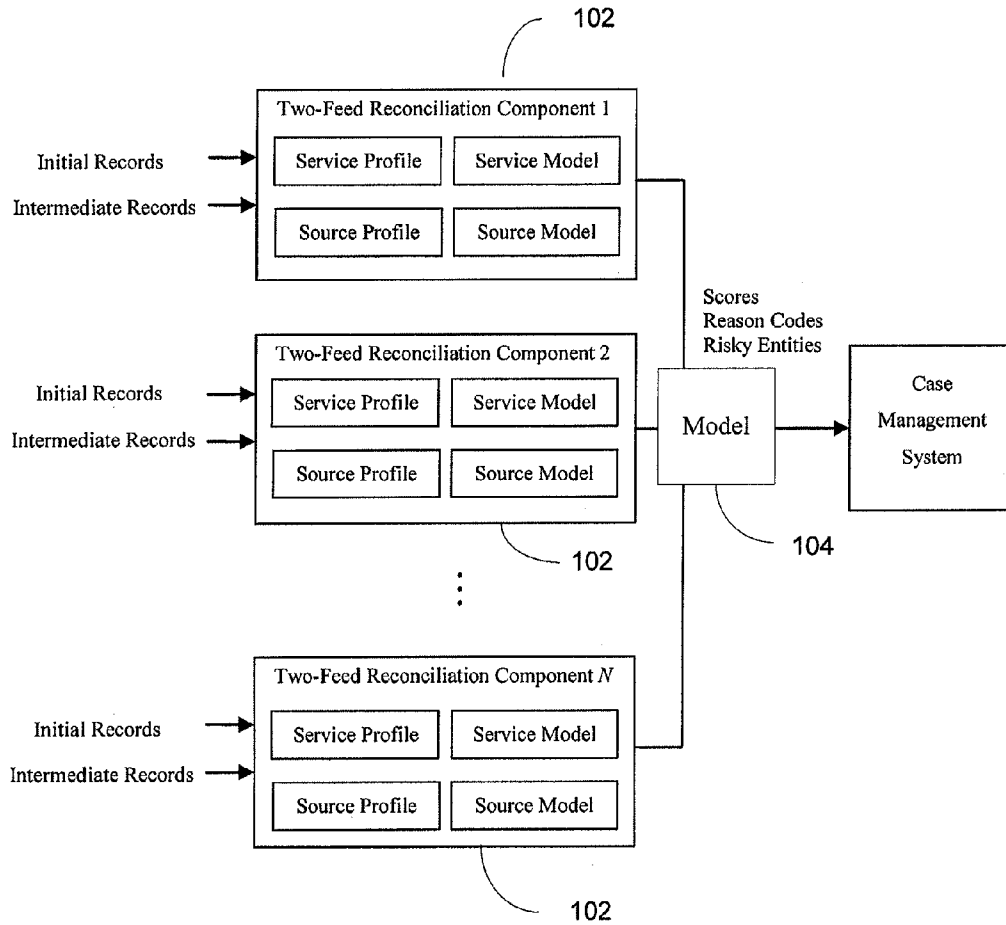 102
Two-Feed Reconciliation Component 1
Initial Records
Service Profile
Service Model
Intermediate Records
Source Profile
Source Model
Scores
Reason Codes
Risky Entities
Two-Feed Reconciliation Component 2
Initial Records
Service Profile
Service Model
Intermediate Records
Source Profile
Source Model
Model
Case
Management
System
102
104
Two-Feed Reconciliation Component N
Initial Records
Service Profile
Service Model
Intermediate Records
Source Profile
Source Model
102